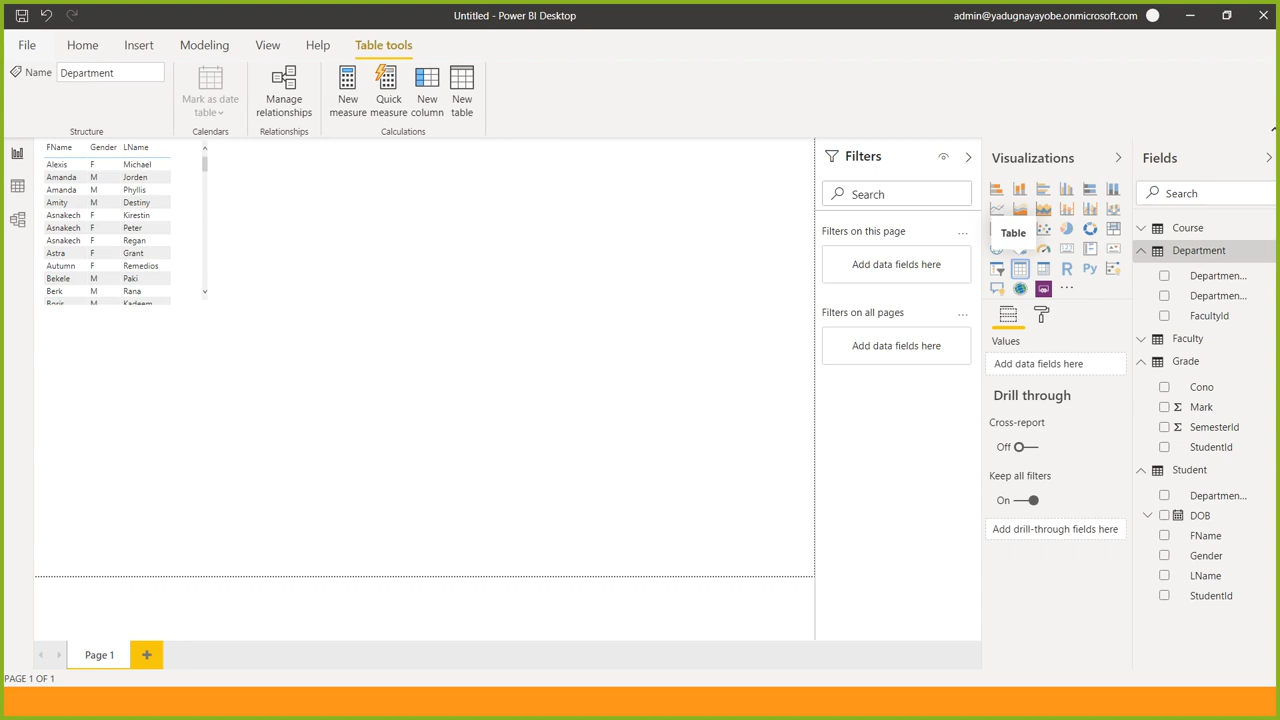 Untitled - Power BI Desktop
admin@yadugnayayobe.onmicrosoft.com
File
Home
Insert
Modeling
View
Help
Table tools
Name
Department
Mark as date
table
New
measure
Manage
relationships
Quick
measure
New
column
New
table
Structure
Calendars
Relationships
Calculations
FName Gender LName
Alexis F Michael
Amanda M Jorden
Amanda M Phyllis
Amity M Destiny
Asnakech F Kirestin
Asnakech F Peter
Asnakech F Regan
Astra F Grant
Autumn F Remedios
Bekele M Paki
Berk M Rana
Boris M Kadeem
Filters
Search
Filters on this page
...
Add data fields here
Filters on all pages
...
Add data fields here
Visualizations
Table
R
Py
...
Values
Add data fields here
Drill through
Cross-report
Off
Keep all filters
On
Add drill-through fields here
Fields
Search
Course
Department
Departmen...
Departmen...
FacultyId
Faculty
Grade
Cono
Σ Mark
Σ SemesterId
StudentId
Student
Departmen...
DOB
FName
Gender
LName
StudentId
Page 1
+
PAGE 1 OF 1